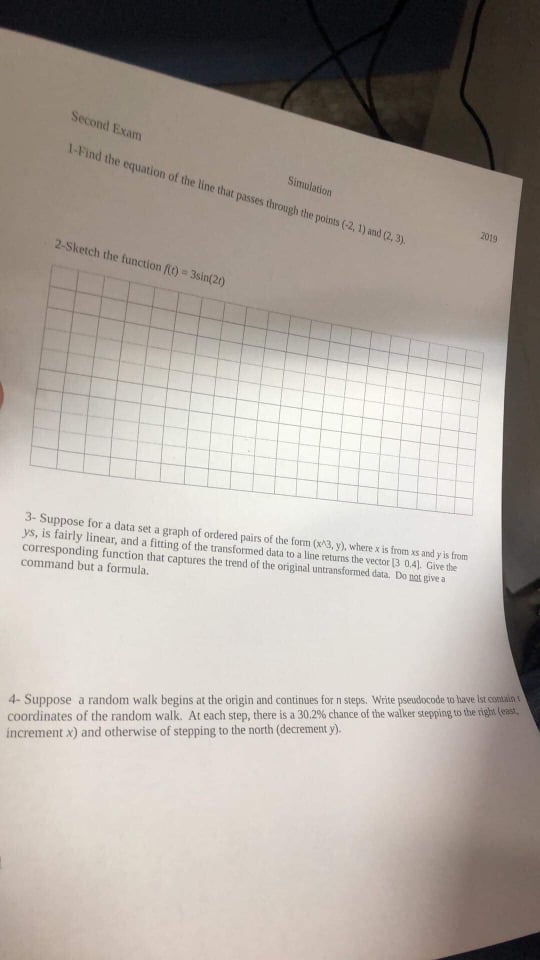 Second Exam
Simulation
2019
1-Find the equation of the line that passes through the points (-2, 1) and (2, 3).
2-Sketch the function f(t) = 3sin(2t)
3- Suppose for a data set a graph of ordered pairs of the form (x^3, y), where x is from xs and y is from
ys, is fairly linear, and a fitting of the transformed data to a line returns the vector [3 0.4]. Give the
corresponding function that captures the trend of the original untransformed data. Do not give a
command but a formula.
4- Suppose a random walk begins at the origin and continues for n steps. Write pseudocode to have lst contain t
coordinates of the random walk. At each step, there is a 30.2% chance of the walker stepping to the right (east,
increment x) and otherwise of stepping to the north (decrement y).